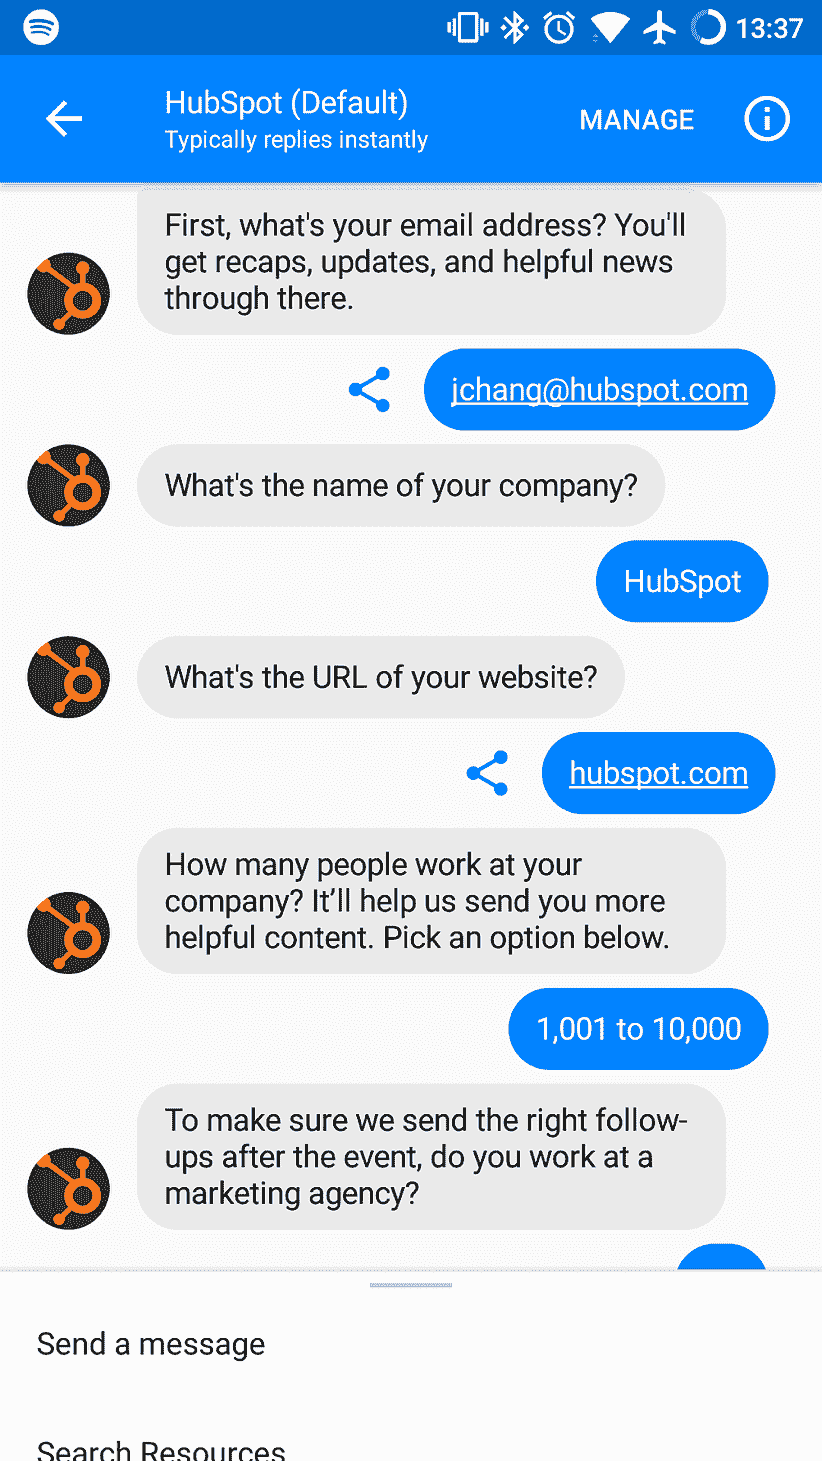 13:37
HubSpot (Default)
Typically replies instantly
MANAGE
First, what's your email address? You'll
get recaps, updates, and helpful news
through there.
jchang@hubspot.com
What's the name of your company?
HubSpot
What's the URL of your website?
hubspot.com
How many people work at your
company? It’ll help us send you more
helpful content. Pick an option below.
1,001 to 10,000
To make sure we send the right follow-
ups after the event, do you work at a
marketing agency?
Send a message
Search Resources